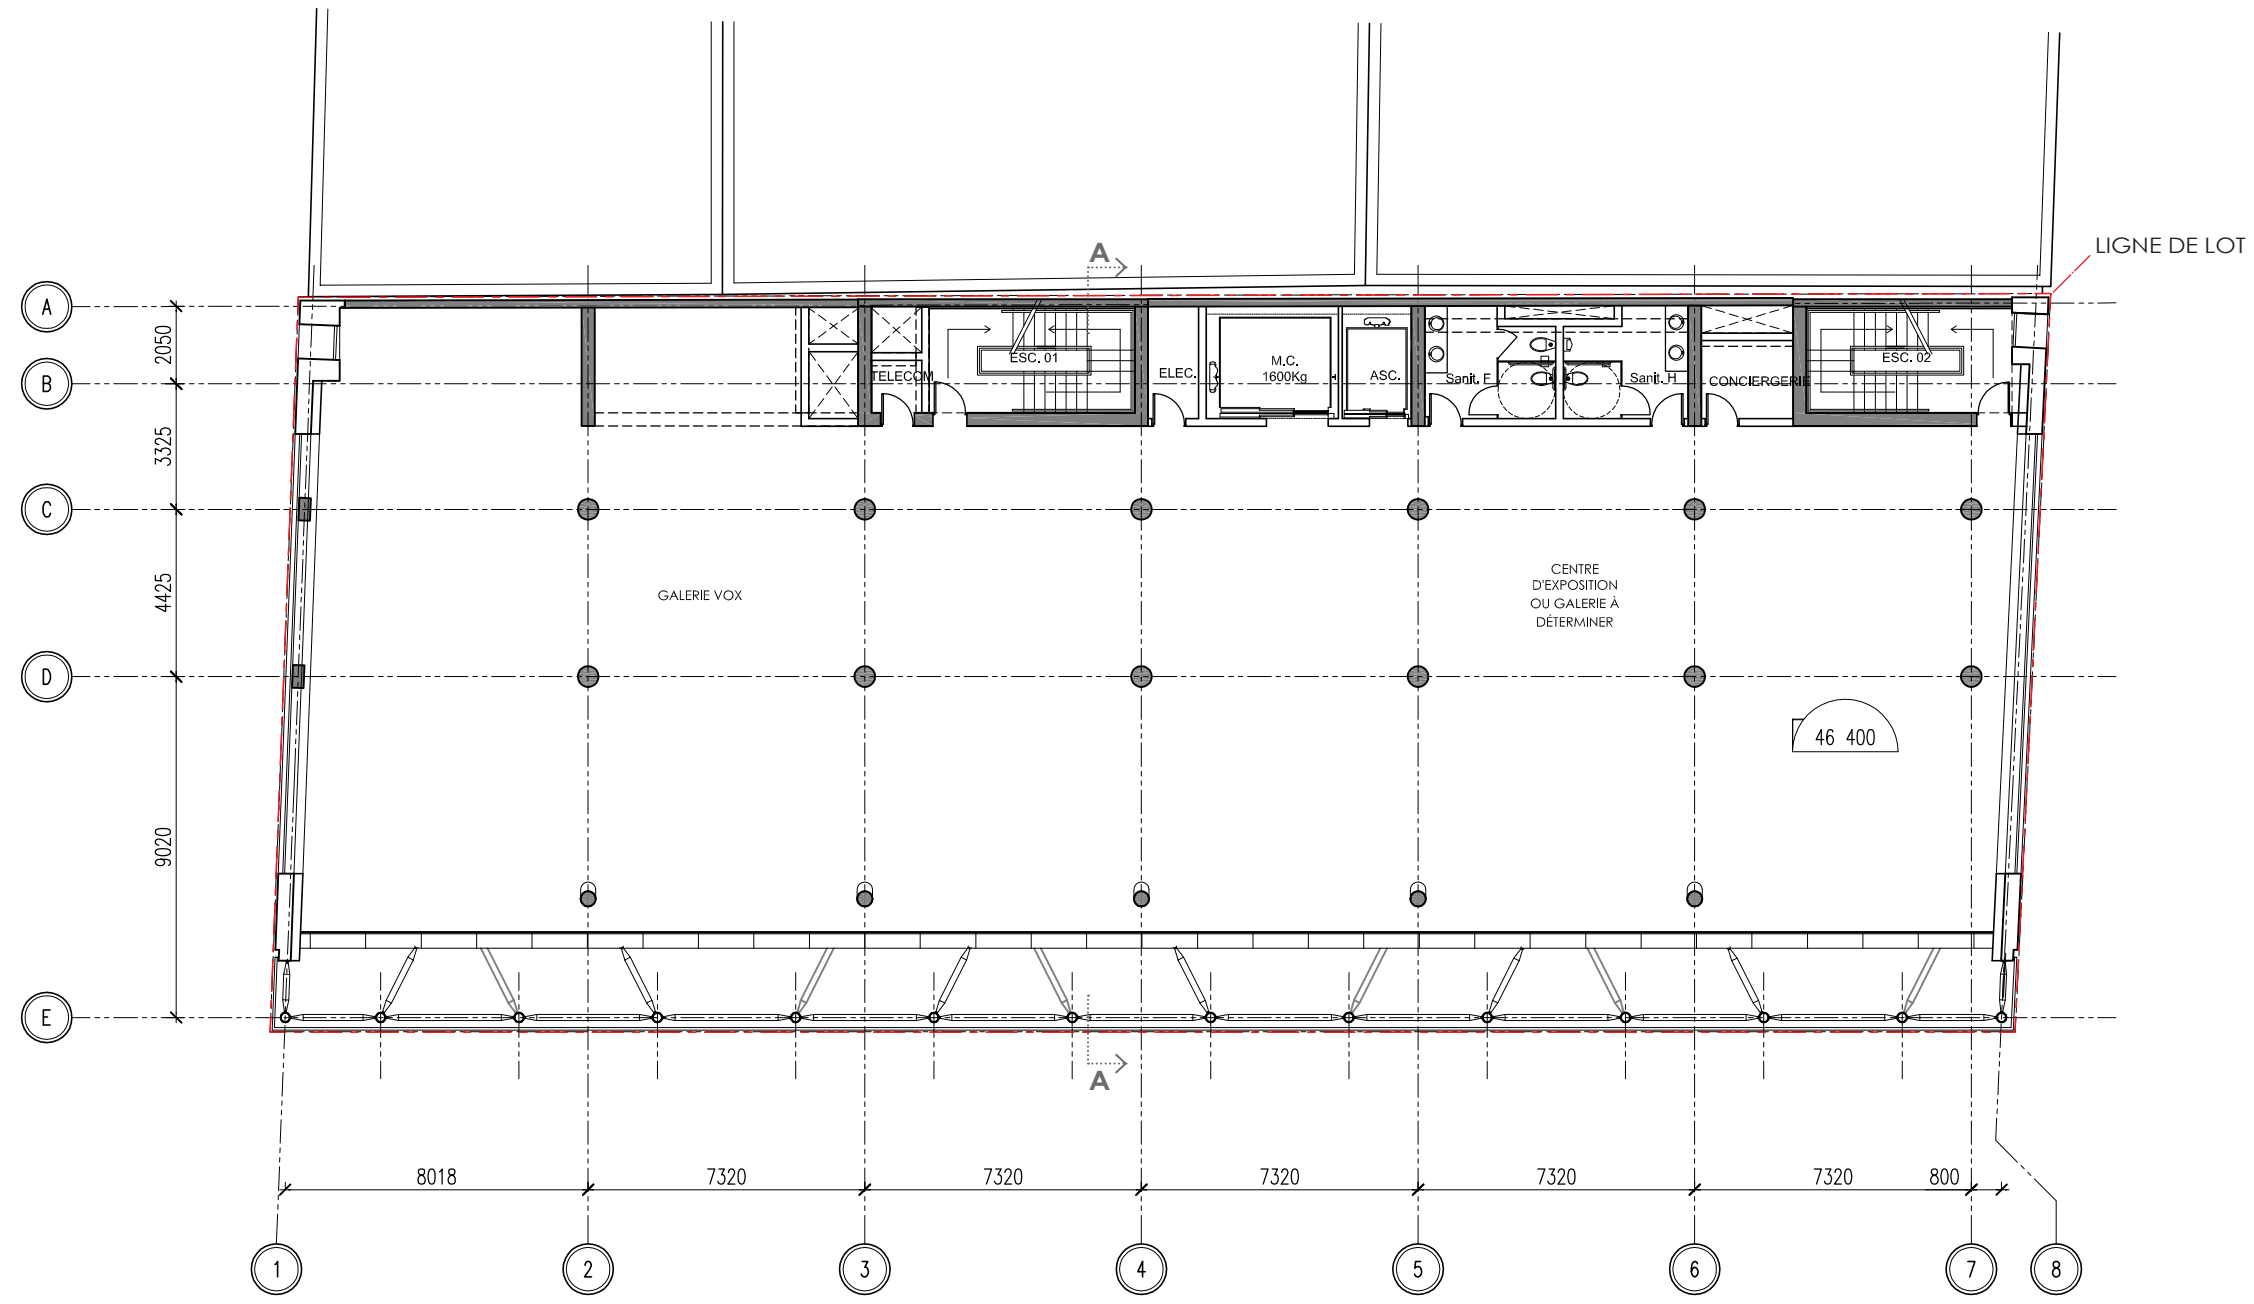 A
LIGNE DE LOT
A
2050
B
3325
C
4425
D
9020
E
TELECOM
ESC. 01
ELEC.
M.C.
1600Kg
ASC.
Sanit. F
Sanit. H
CONCIERGERIE
ESC. 02
GALERIE VOX
CENTRE
D'EXPOSITION
OU GALERIE À
DÉTERMINER
46 400
A
8018
7320
7320
7320
7320
7320
800
1
2
3
4
5
6
7
8